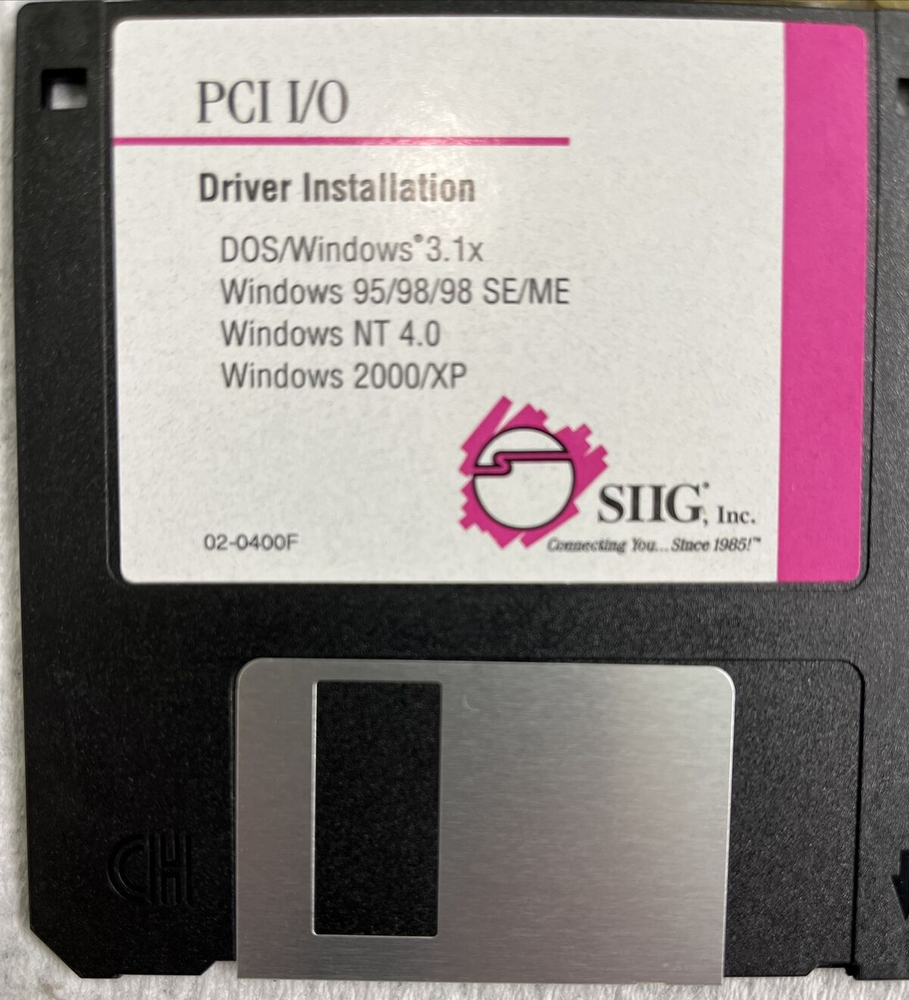 PCI I/O
Driver Installation
DOS/Windows® 3.1x
Windows 95/98/98 SE/ME
Windows NT 4.0
Windows 2000/XP
SIIG®, Inc.
Connecting You... Since 1985!™
02-0400F
CH